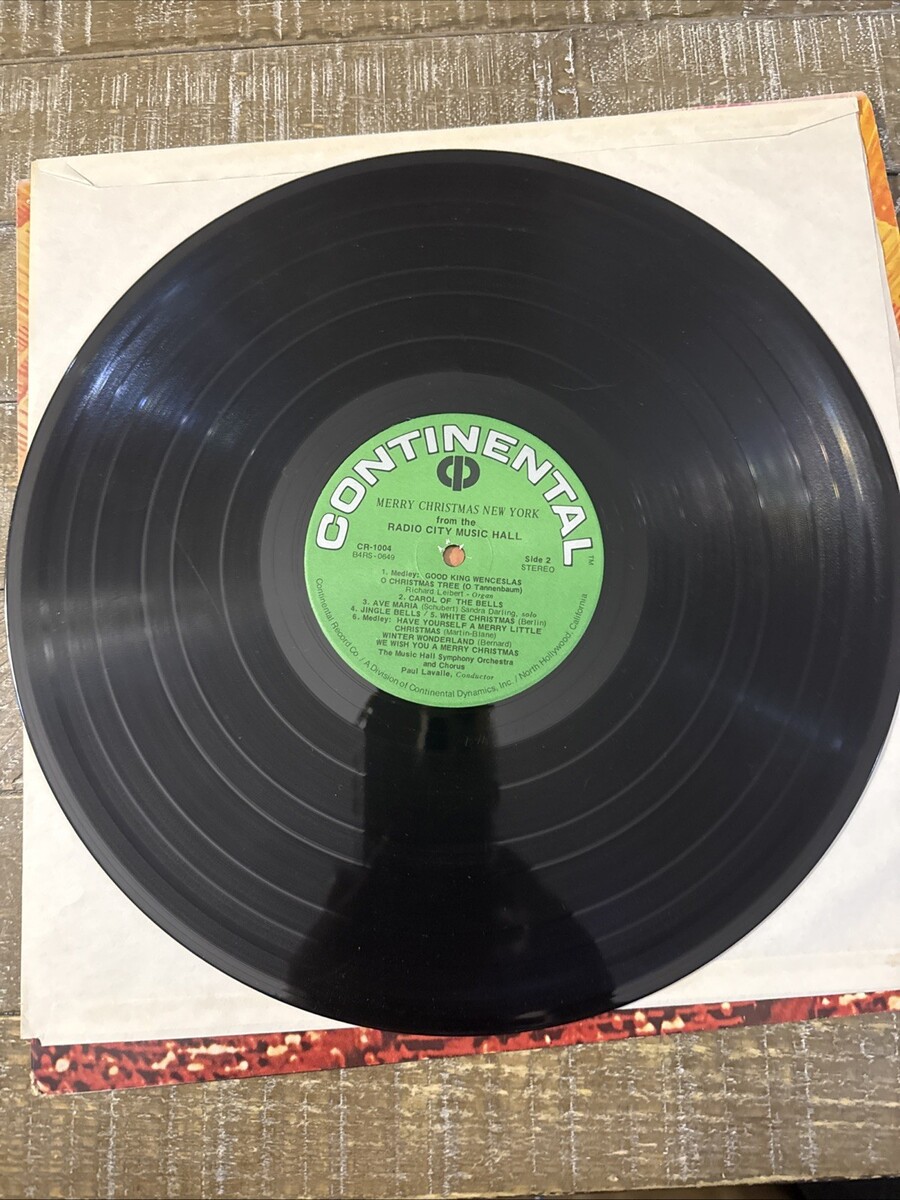 CONTINENTAL
MERRY CHRISTMAS NEW YORK
from the
RADIO CITY MUSIC HALL
CR-1004
B4RS-0649
Side 2
STEREO
TM
1. Medley: GOOD KING WENCESLAS
O CHRISTMAS TREE (O Tannenbaum)
Richard Leibert - Organ
2. CAROL OF THE BELLS
3. AVE MARIA (Schubert) Sandra Darling, solo
4. JINGLE BELLS / 5. WHITE CHRISTMAS (Berlin)
6. Medley: HAVE YOURSELF A MERRY LITTLE
CHRISTMAS (Martin-Blane)
WINTER WONDERLAND (Bernard)
WE WISH YOU A MERRY CHRISTMAS
The Music Hall Symphony Orchestra
and Chorus
Paul Lavalle, Conductor
Continental Record Co. / A Division of Continental Dynamics, Inc. / North Hollywood, California